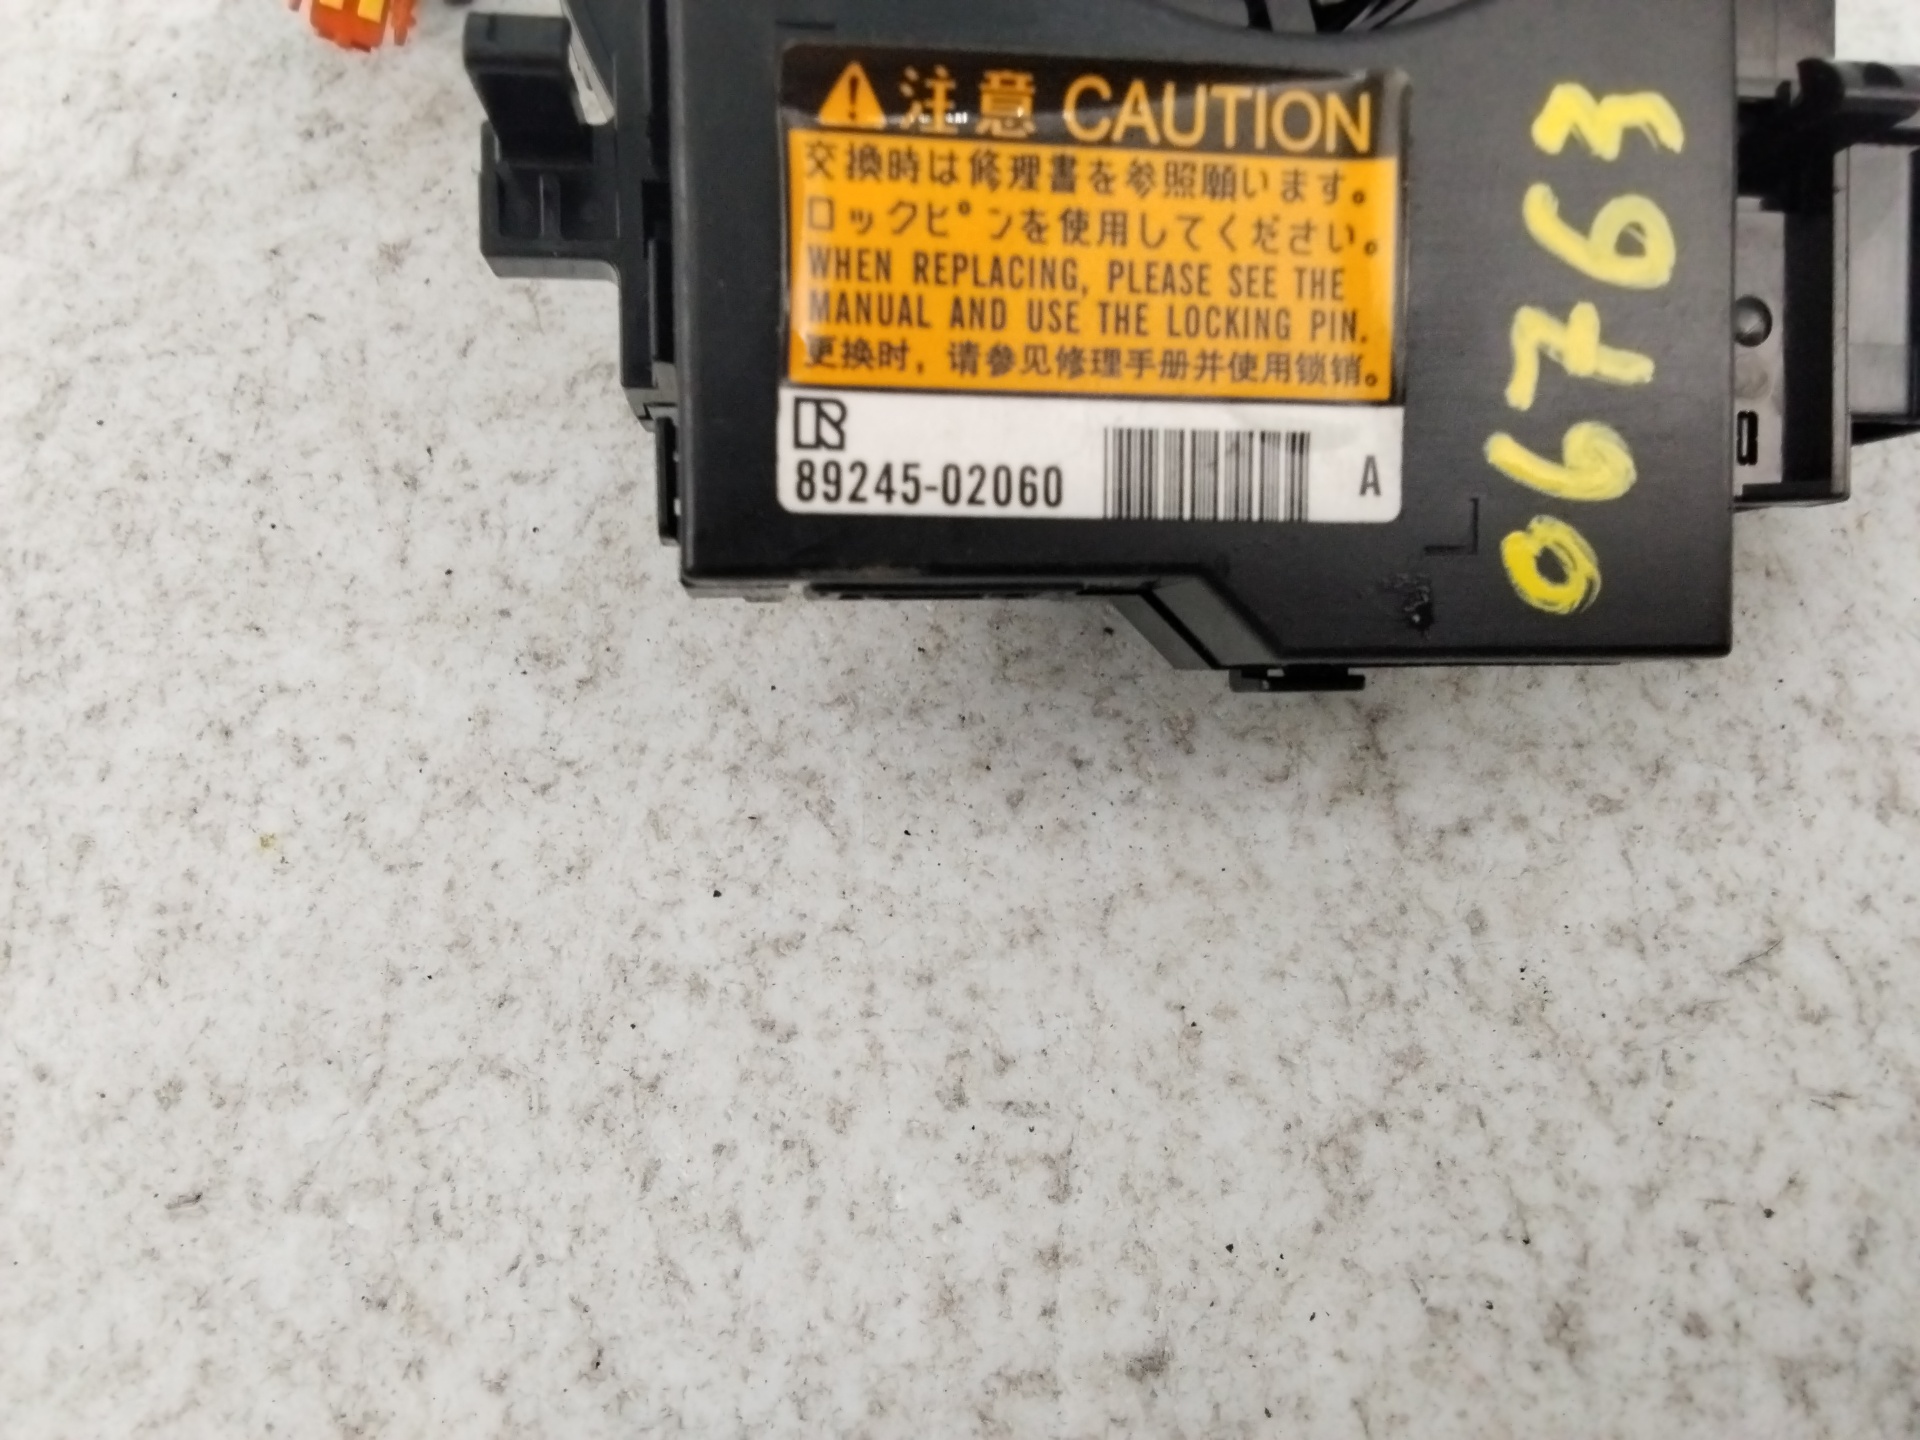 注意 CAUTION
交換時は修理書を参照願います。
ロックピンを使用してください。
WHEN REPLACING, PLEASE SEE THE
MANUAL AND USE THE LOCKING PIN.
更换时，请参见修理手册并使用锁销。
R
89245-02060 A
06763